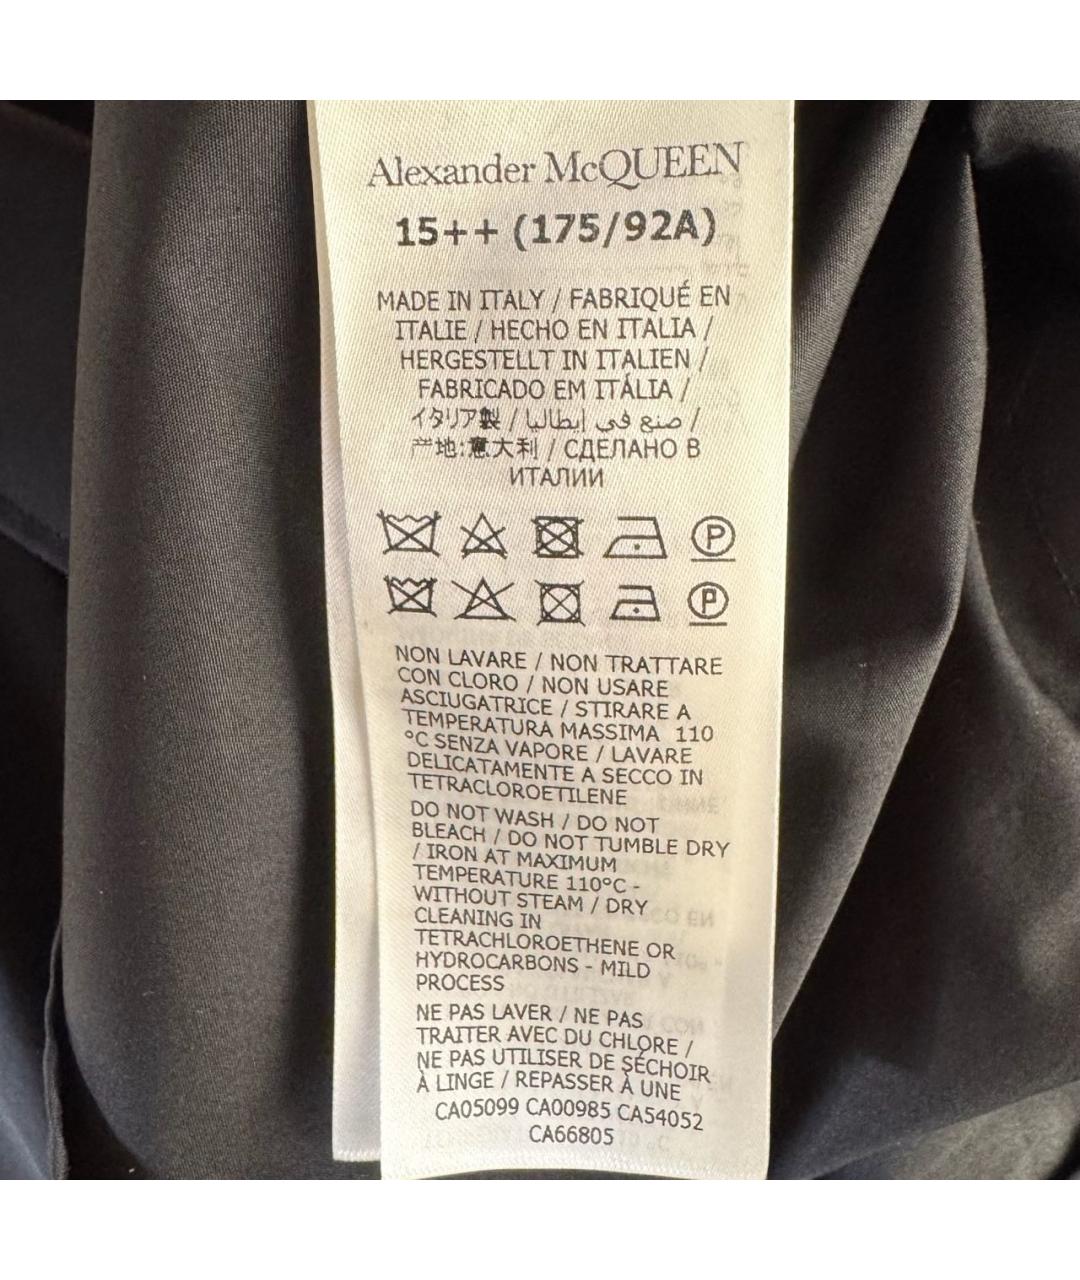 Alexander McQUEEN
15++ (175/92A)
MADE IN ITALY / FABRIQUÉ EN
ITALIE / HECHO EN ITALIA /
HERGESTELLT IN ITALIEN /
FABRICADO EM ITÁLIA /
イタリア製 / صنع في إيطاليا /
产地:意大利 / СДЕЛАНО В
ИТАЛИИ
P
P
NON LAVARE / NON TRATTARE
CON CLORO / NON USARE
ASCIUGATRICE / STIRARE A
TEMPERATURA MASSIMA 110
°C SENZA VAPORE / LAVARE
DELICATAMENTE A SECCO IN
TETRACLOROETILENE
DO NOT WASH / DO NOT
BLEACH / DO NOT TUMBLE DRY
/ IRON AT MAXIMUM
TEMPERATURE 110°C -
WITHOUT STEAM / DRY
CLEANING IN
TETRACHLOROETHENE OR
HYDROCARBONS - MILD
PROCESS
NE PAS LAVER / NE PAS
TRAITER AVEC DU CHLORE /
NE PAS UTILISER DE SÉCHOIR
À LINGE / REPASSER À UNE
CA05099 CA00985 CA54052
CA66805